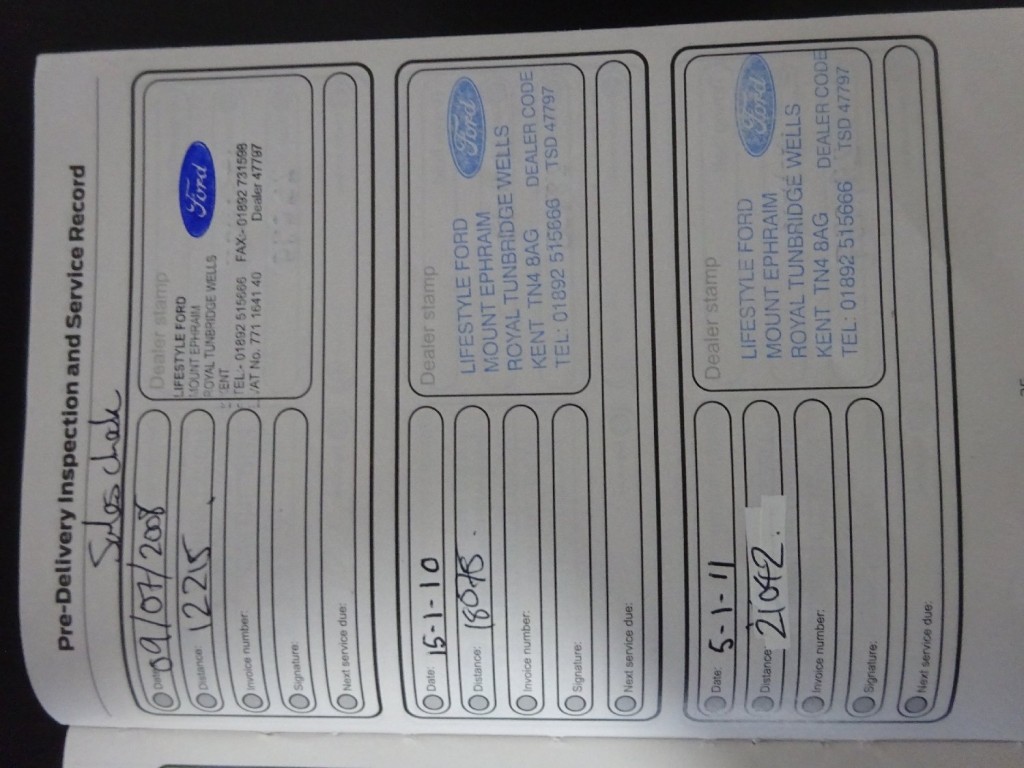 Pre-Delivery Inspection and Service Record
Sales check
Date: 09/07/2008
Distance: 12215
Invoice number:
Signature:
Next service due:
Dealer stamp
Ford
LIFESTYLE FORD
MOUNT EPHRAIM
ROYAL TUNBRIDGE WELLS
KENT
TEL:- 01892 515666 FAX:- 01892 731598
VAT No. 771 1641 40 Dealer 47797
Date: 15-1-10
Distance:
Invoice number:
Signature:
Next service due:
Dealer stamp
Ford
LIFESTYLE FORD
MOUNT EPHRAIM
ROYAL TUNBRIDGE WELLS
KENT TN4 8AG DEALER CODE
TEL: 01892 515666 TSD 47797
Date: 5-1-11
Distance: 21042.
Invoice number:
Signature:
Next service due:
Dealer stamp
Ford
LIFESTYLE FORD
MOUNT EPHRAIM
ROYAL TUNBRIDGE WELLS
KENT TN4 8AG DEALER CODE
TEL: 01892 515666 TSD 47797